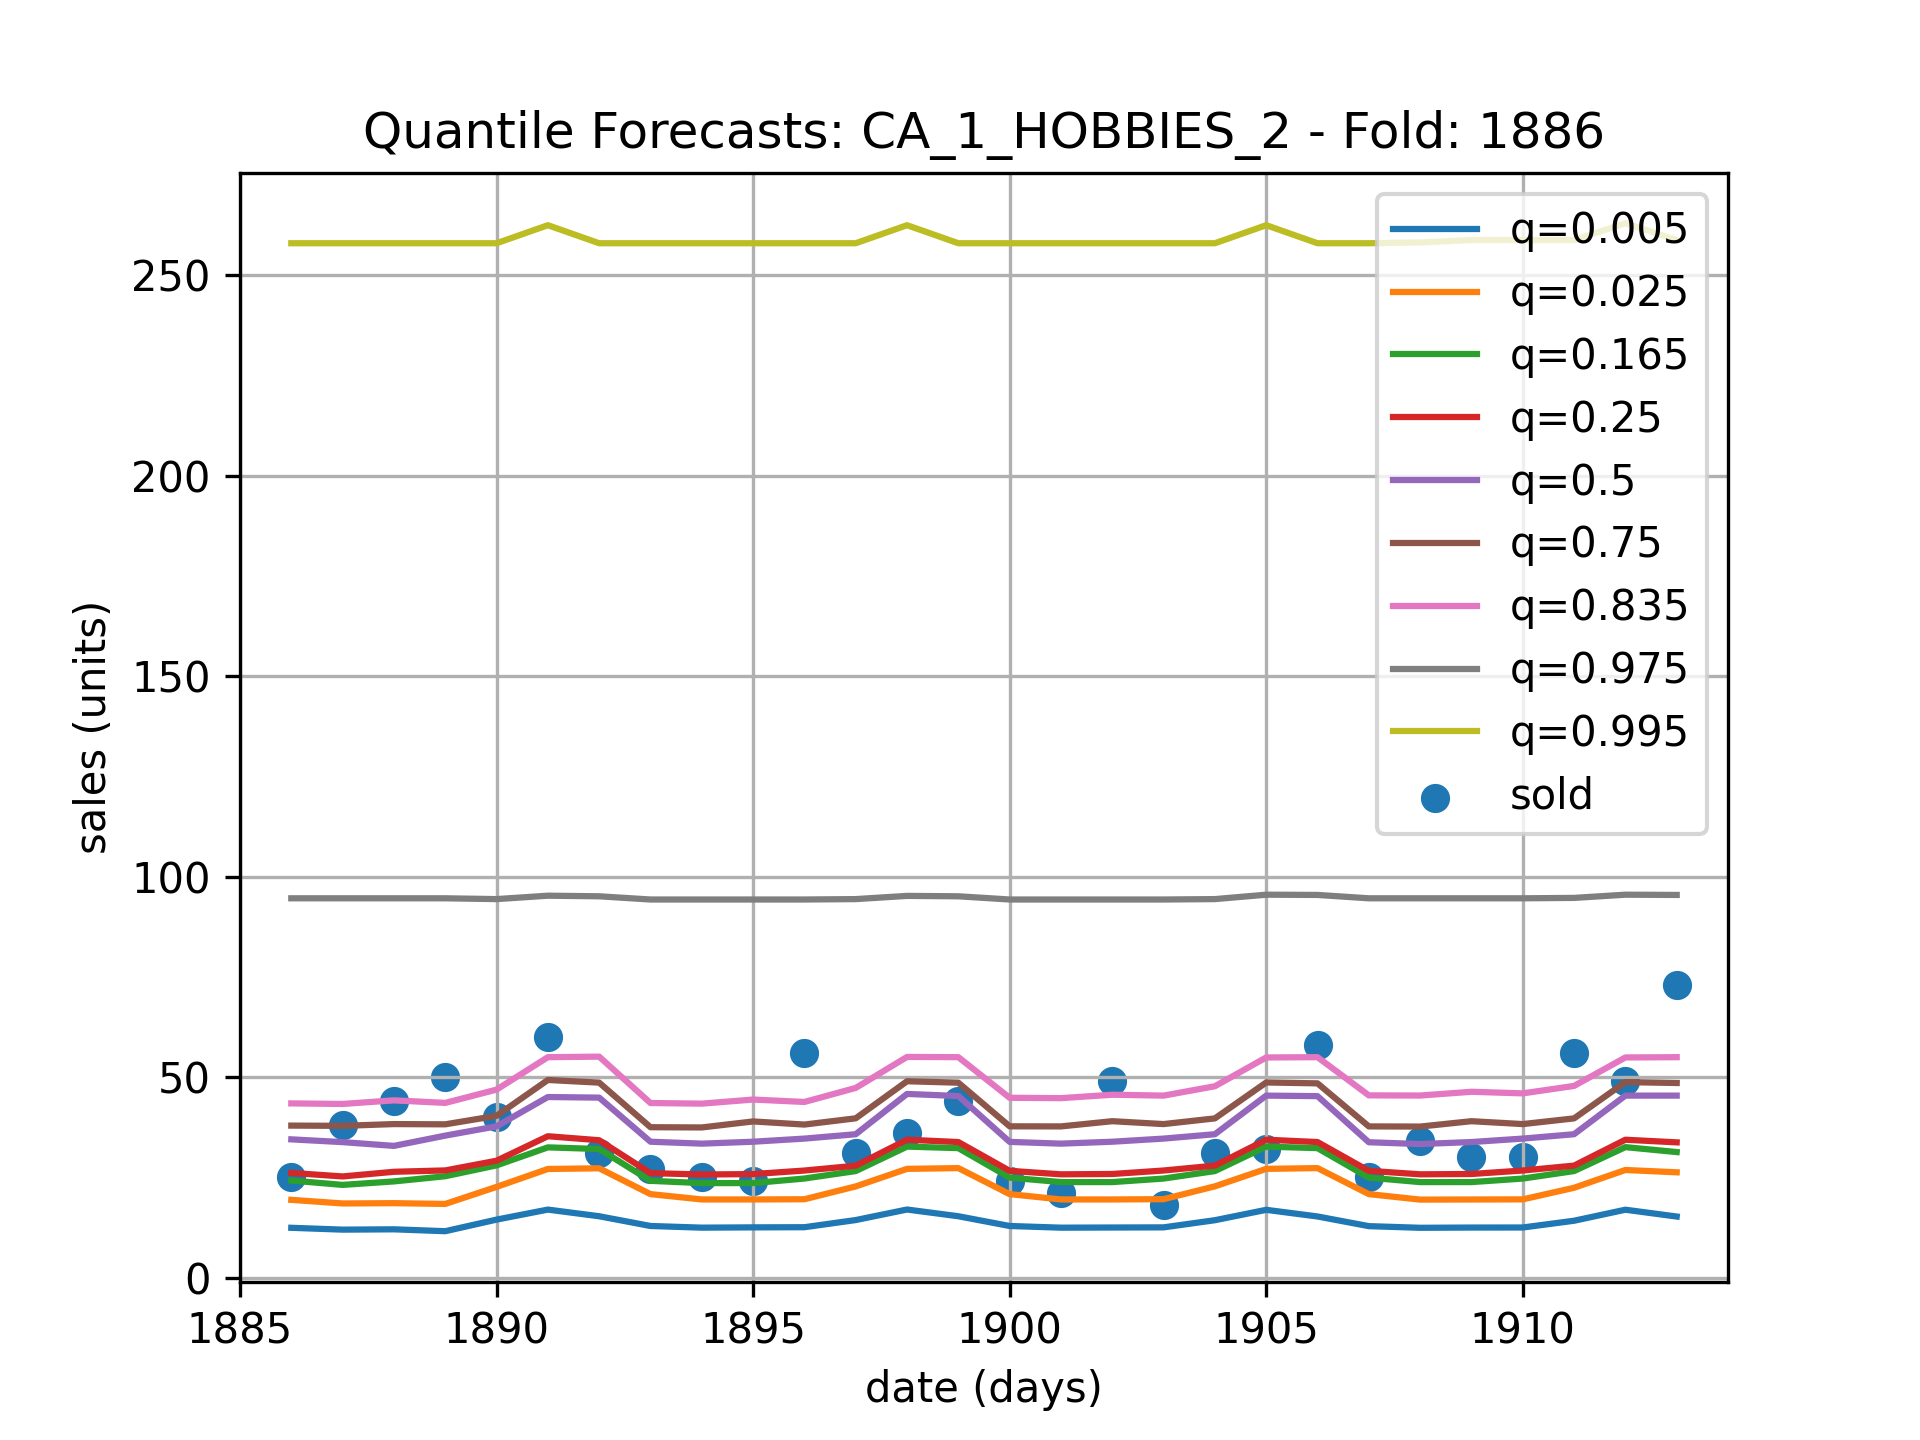 Quantile Forecasts: CA_1_HOBBIES_2 - Fold: 1886
q=0.005
q=0.025
q=0.165
q=0.25
q=0.5
q=0.75
q=0.835
q=0.975
q=0.995
sold
sales (units)
250
200
150
100
50
0
1885 1890 1895 1900 1905 1910
date (days)